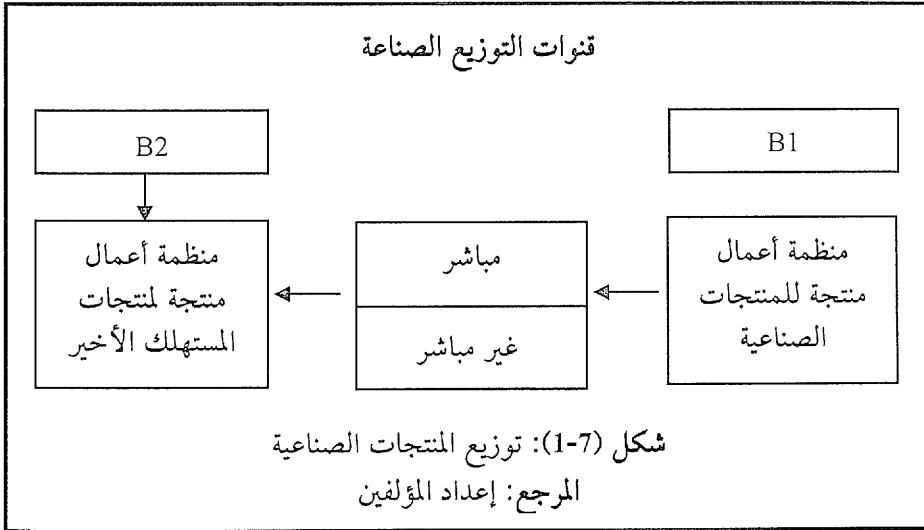 قنوات التوزيع الصناعة
B1
B2
منظمة أعمال
منتجة للمنتجات
الصناعية
مباشر
غير مباشر
منظمة أعمال
منتجة لمنتجات
المستهلك الأخير
شكل (7-1): توزيع المنتجات الصناعية
المرجع: إعداد المؤلفين